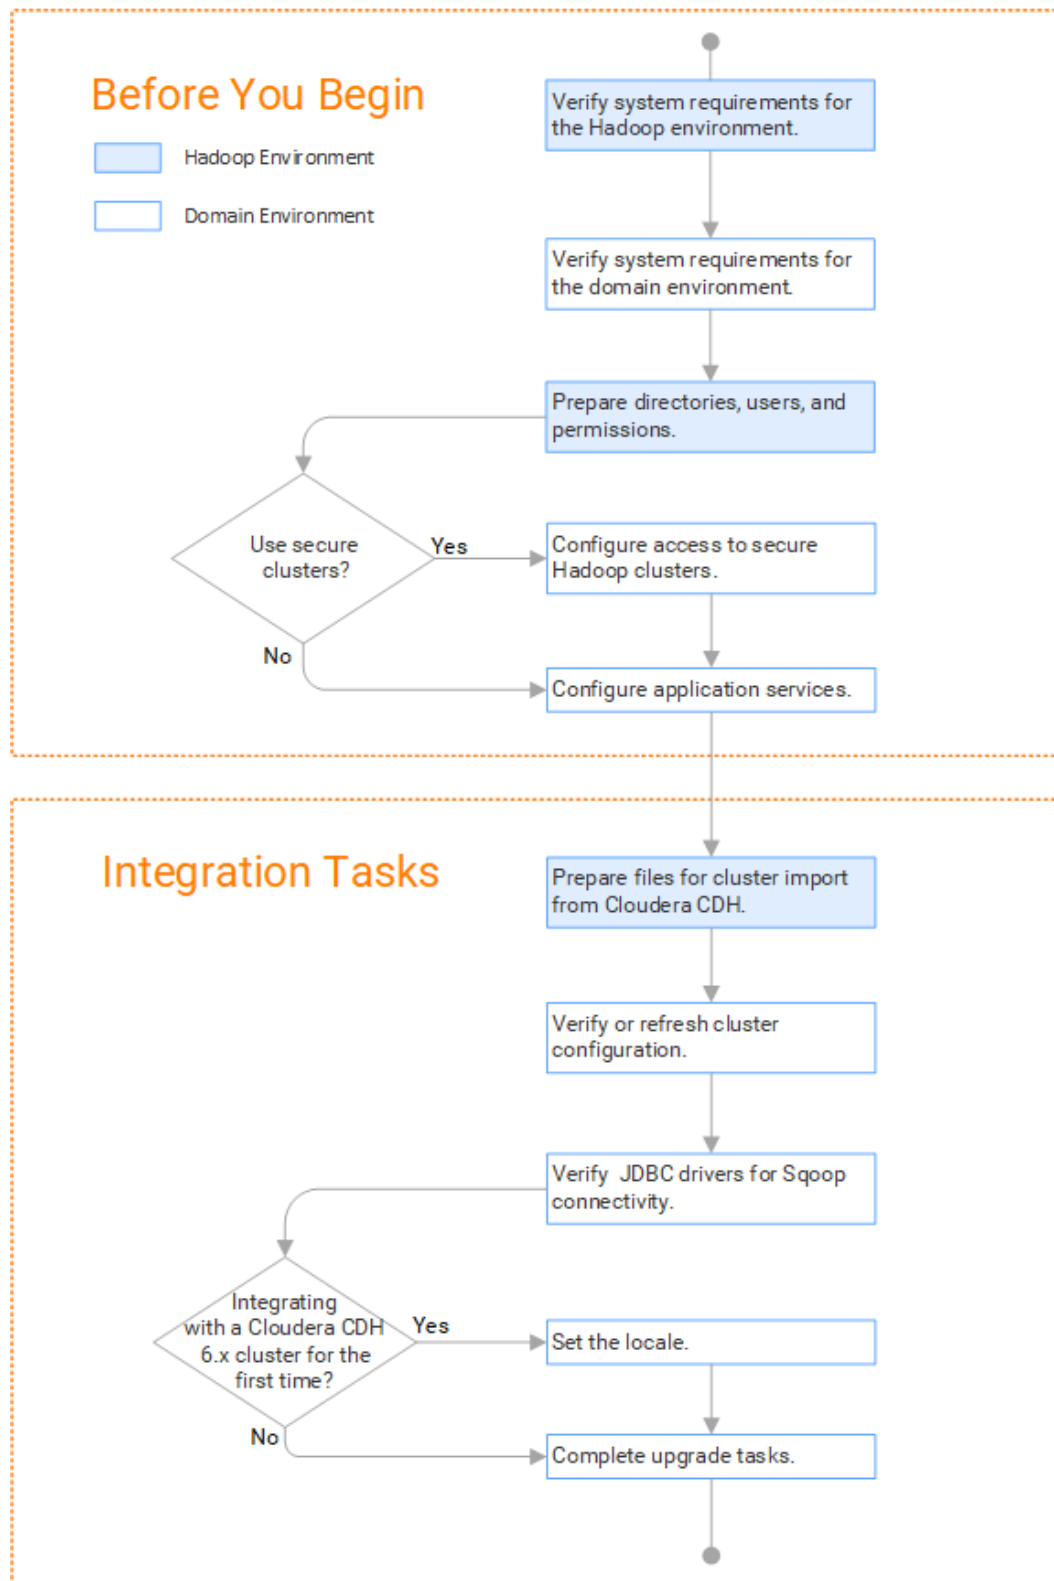 Before You Begin
Hadoop Environment
Domain Environment
Verify system requirements for
the Hadoop environment.
Verify system requirements for
the domain environment.
Prepare directories, users, and
permissions.
Use secure
clusters?
Yes
Configure access to secure
Hadoop clusters.
No
Configure application services.
Integration Tasks
Prepare files for cluster import
from Cloudera CDH.
Verify or refresh cluster
configuration.
Verify JDBC drivers for Sqoop
connectivity.
Integrating
with a Cloudera CDH
6.x cluster for the
first time?
Yes
Set the locale.
No
Complete upgrade tasks.